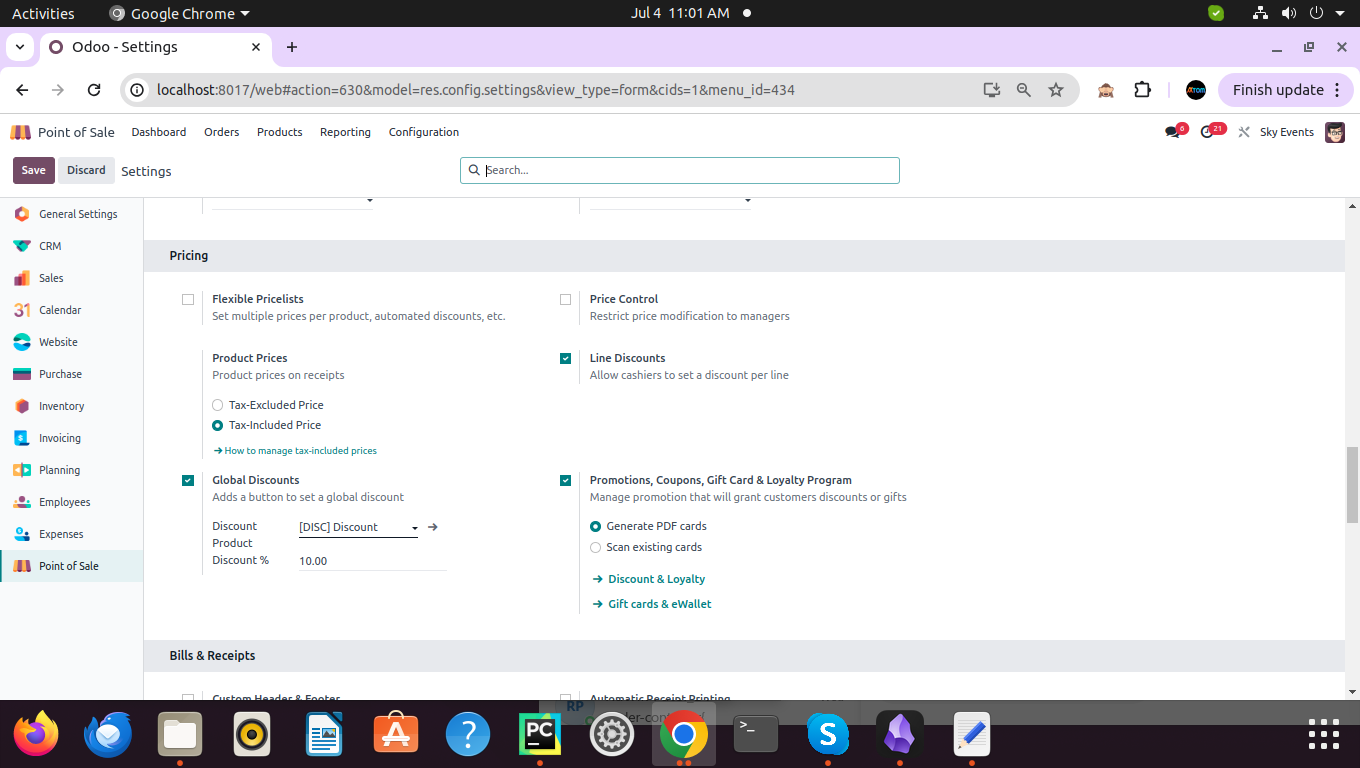 Activities
Google Chrome
Jul 4 11:01 AM
Odoo - Settings
localhost:8017/web#action=630&model=res.config.settings&view_type=form&cids=1&menu_id=434
Finish update
Point of Sale
Dashboard
Orders
Products
Reporting
Configuration
6
21
Sky Events
Save
Discard
Settings
Search...
General Settings
CRM
Sales
31 Calendar
Website
Purchase
Inventory
Invoicing
Planning
Employees
Expenses
Point of Sale
Pricing
Flexible Pricelists
Set multiple prices per product, automated discounts, etc.
Price Control
Restrict price modification to managers
Product Prices
Product prices on receipts
Tax-Excluded Price
Tax-Included Price
How to manage tax-included prices
Line Discounts
Allow cashiers to set a discount per line
Global Discounts
Adds a button to set a global discount
Discount Product
[DISC] Discount
Discount %
10.00
Promotions, Coupons, Gift Card & Loyalty Program
Manage promotion that will grant customers discounts or gifts
Generate PDF cards
Scan existing cards
Discount & Loyalty
Gift cards & eWallet
Bills & Receipts
Custom Header & Footer
Automatic Receipt Printing
RP
PC